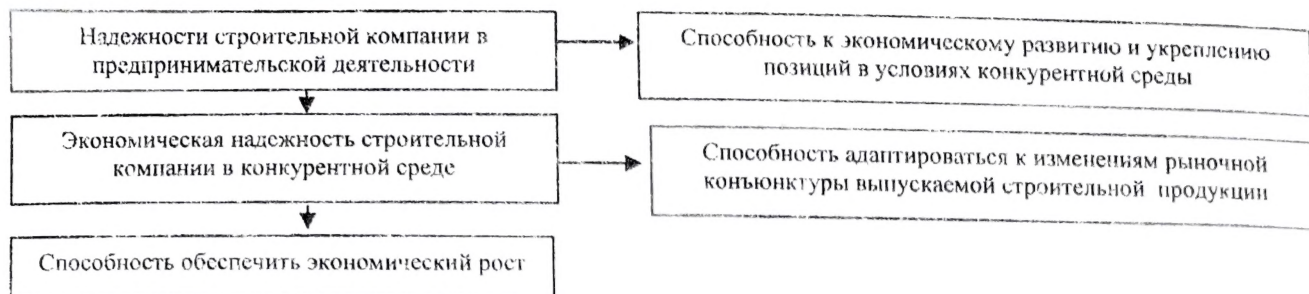 Надежности строительной компании в
предпринимательской деятельности
Способность к экономическому развитию и укреплению
позиций в условиях конкурентной среды
Экономическая надежность строительной
компании в конкурентной среде
Способность адаптироваться к изменениям рыночной
конъюнктуры выпускаемой строительной продукции
Способность обеспечить экономический рост